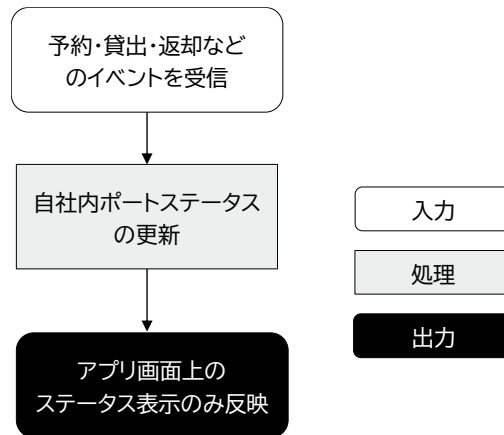 予約・貸出・返却など
のイベントを受信
自社内ポートステータス
の更新
アプリ画面上の
ステータス表示のみ反映
入力
処理
出力